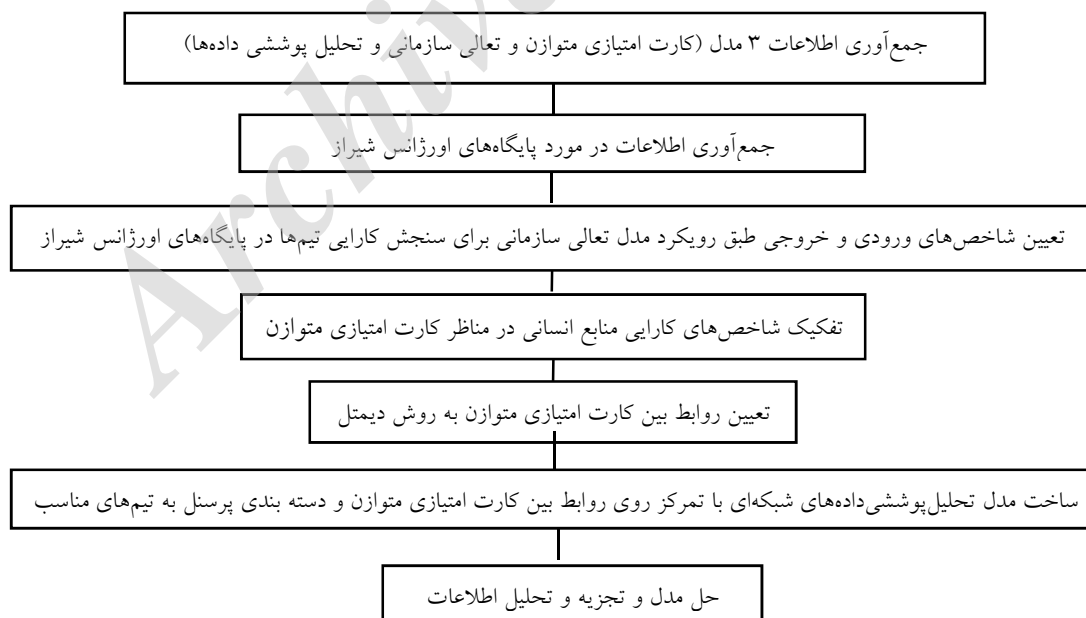 جمع‌آوری اطلاعات ۳ مدل (کارت امتیازی متوازن و تعالی سازمانی و تحلیل پوششی داده‌ها)
جمع‌آوری اطلاعات در مورد پایگاه‌های اورژانس شیراز
تعیین شاخص‌های ورودی و خروجی طبق رویکرد مدل تعالی سازمانی برای سنجش کارایی تیم‌ها در پایگاه‌های اورژانس شیراز
تفکیک شاخص‌های کارایی منابع انسانی در مناظر کارت امتیازی متوازن
تعیین روابط بین کارت امتیازی متوازن به روش دیمتل
ساخت مدل تحلیل‌پوششی‌داده‌های شبکه‌ای با تمرکز روی روابط بین کارت امتیازی متوازن و دسته بندی پرسنل به تیم‌های مناسب
حل مدل و تجزیه و تحلیل اطلاعات
Archive